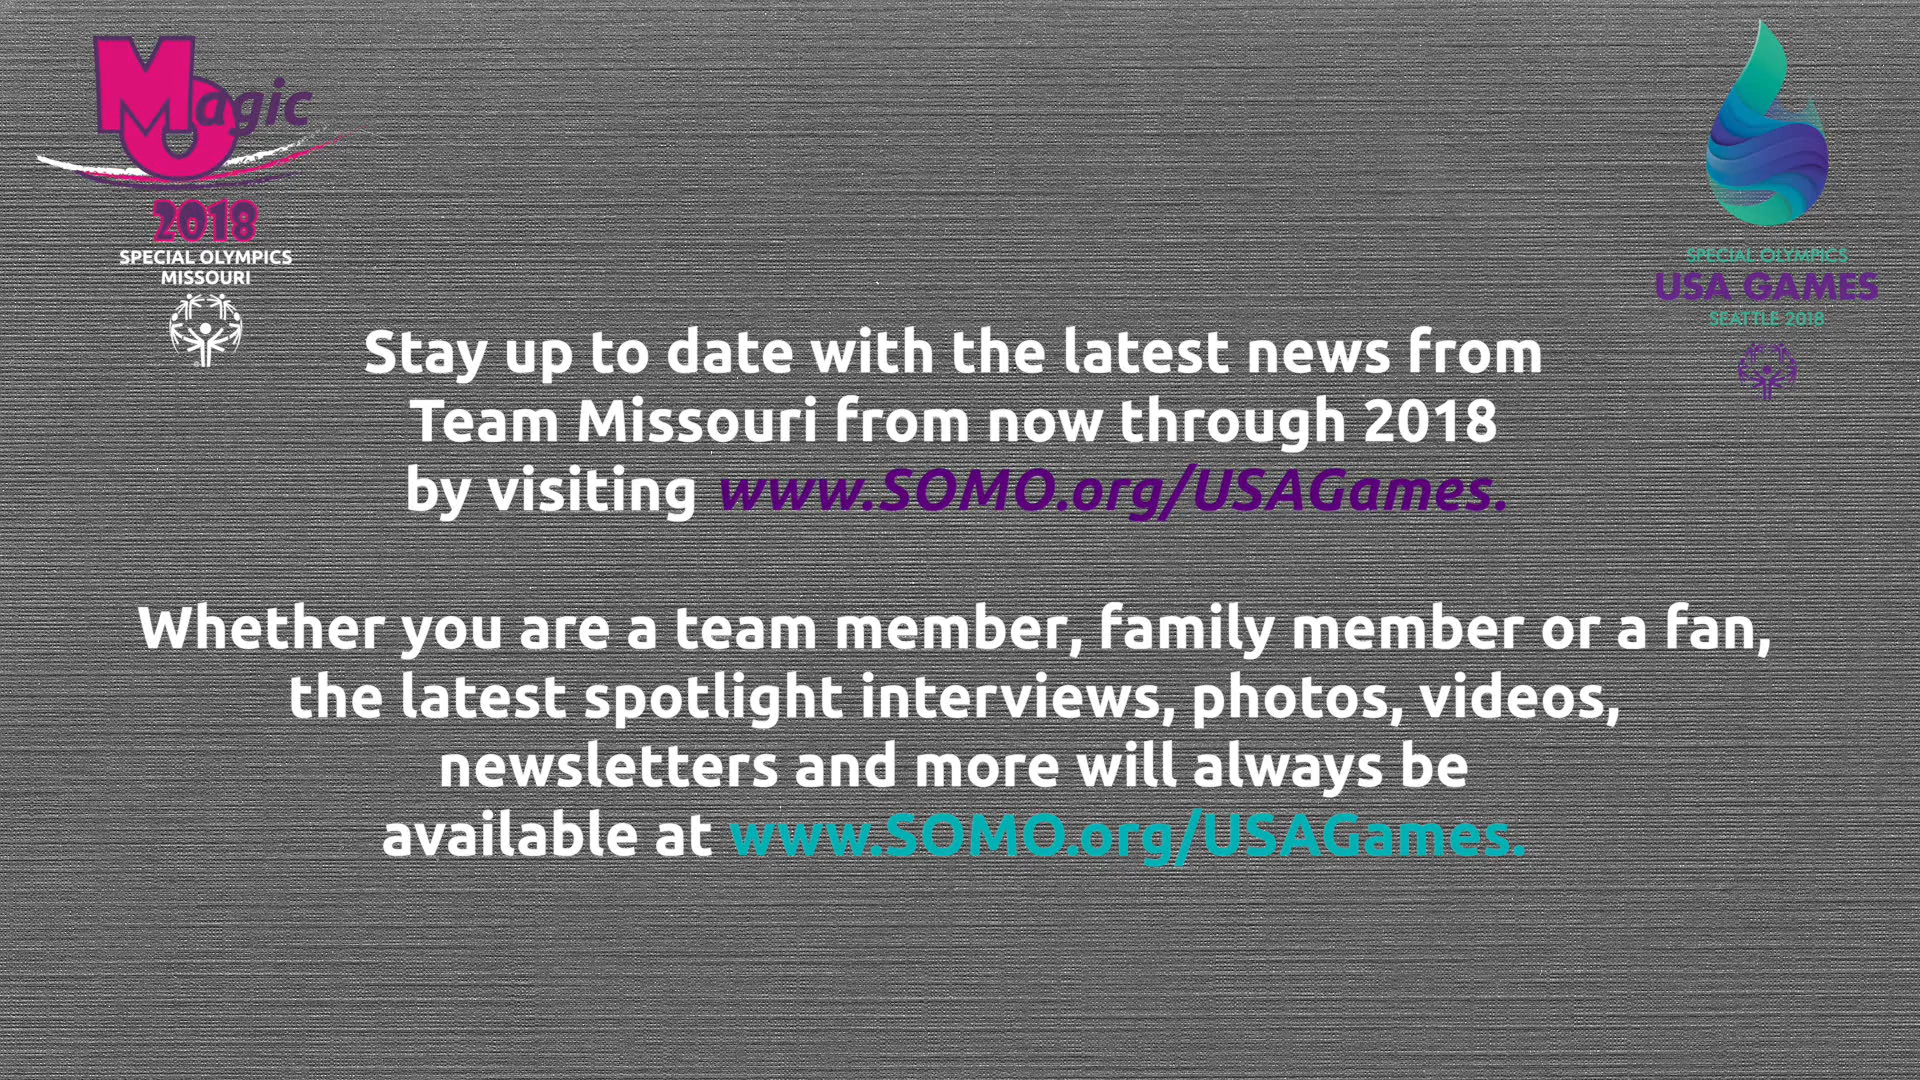 MOagic
2018
SPECIAL OLYMPICS
MISSOURI
SPECIAL OLYMPICS
USA GAMES
SEATTLE 2018
Stay up to date with the latest news from
Team Missouri from now through 2018
by visiting www.SOMO.org/USAGames.
Whether you are a team member, family member or a fan,
the latest spotlight interviews, photos, videos,
newsletters and more will always be
available at www.SOMO.org/USAGames.